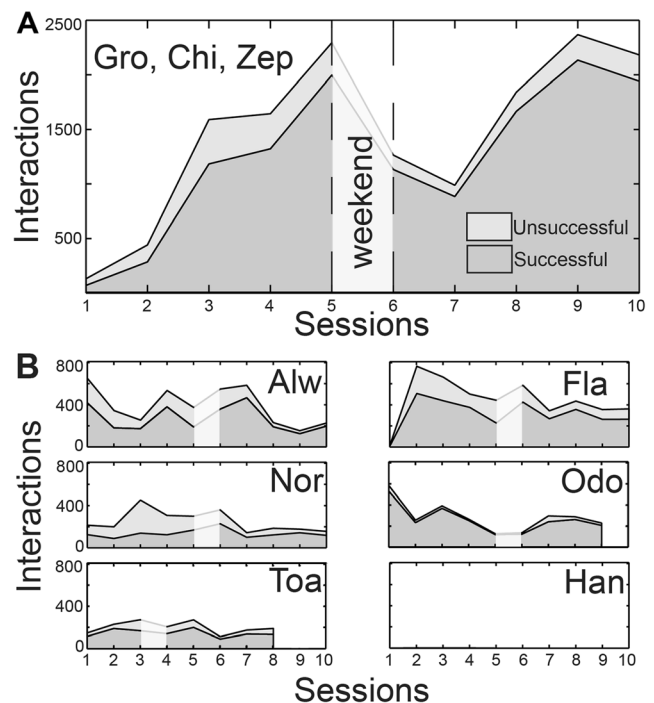 A
2500
Gro, Chi, Zep
1500
500
Interactions
weekend
Unsuccessful
Successful
1 2 3 4 5 6 7 8 9 10
Sessions
B
800 Alw Fla
400
0
800 Nor Odo
400
0
800 Toa Han
400
0
Interactions
1 2 3 4 5 6 7 8 9 10 1 2 3 4 5 6 7 8 9 10
Sessions